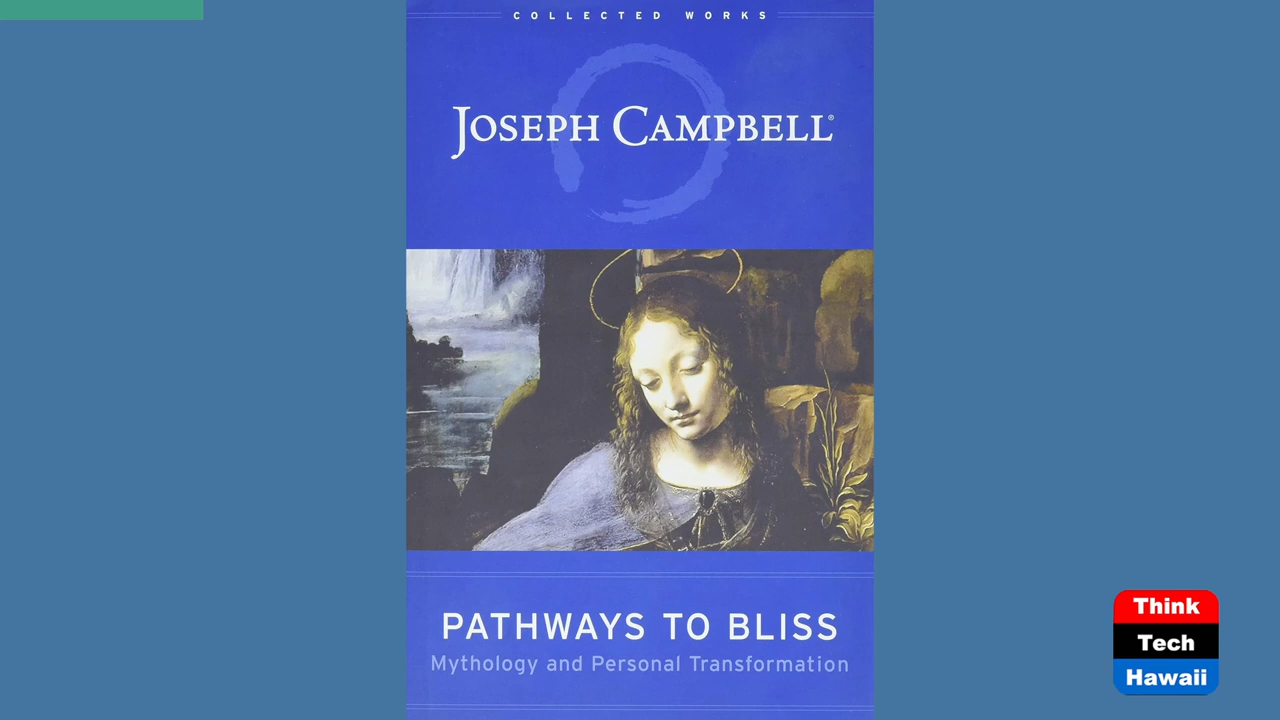 COLLECTED WORKS
JOSEPH CAMPBELL®
PATHWAYS TO BLISS
Mythology and Personal Transformation
Think
Tech
Hawaii